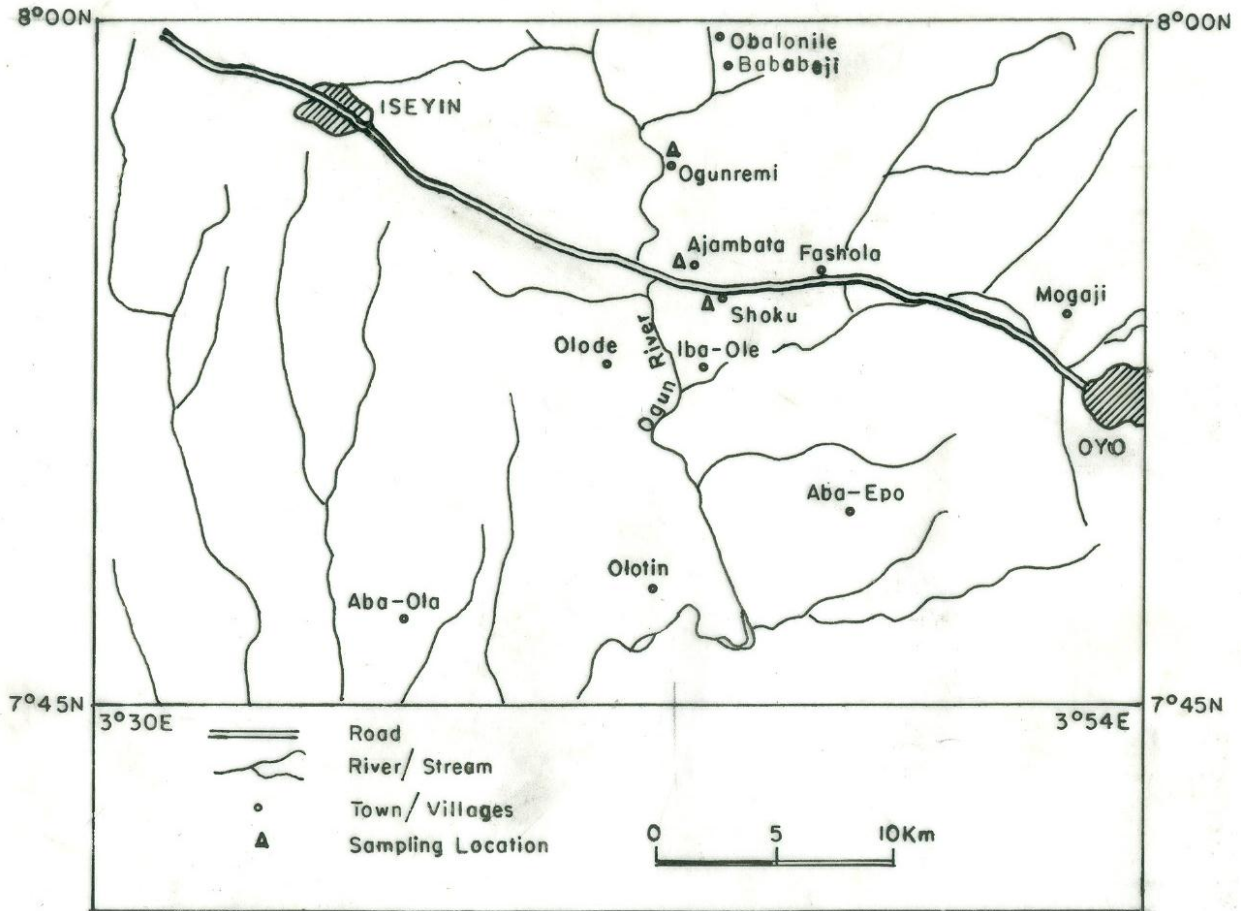 8°00N
8°00N
Obalonile
Bababeji
ISEYIN
Ogunremi
Ajambata
Fashola
Mogaji
Shoku
Olode
Ogun River
Iba-Ole
OYO
Aba-Epo
Olotin
Aba-Ola
7°45N
7°45N
3°30E
3°54E
Road
River/ Stream
Town/ Villages
Sampling Location
0 5 10Km